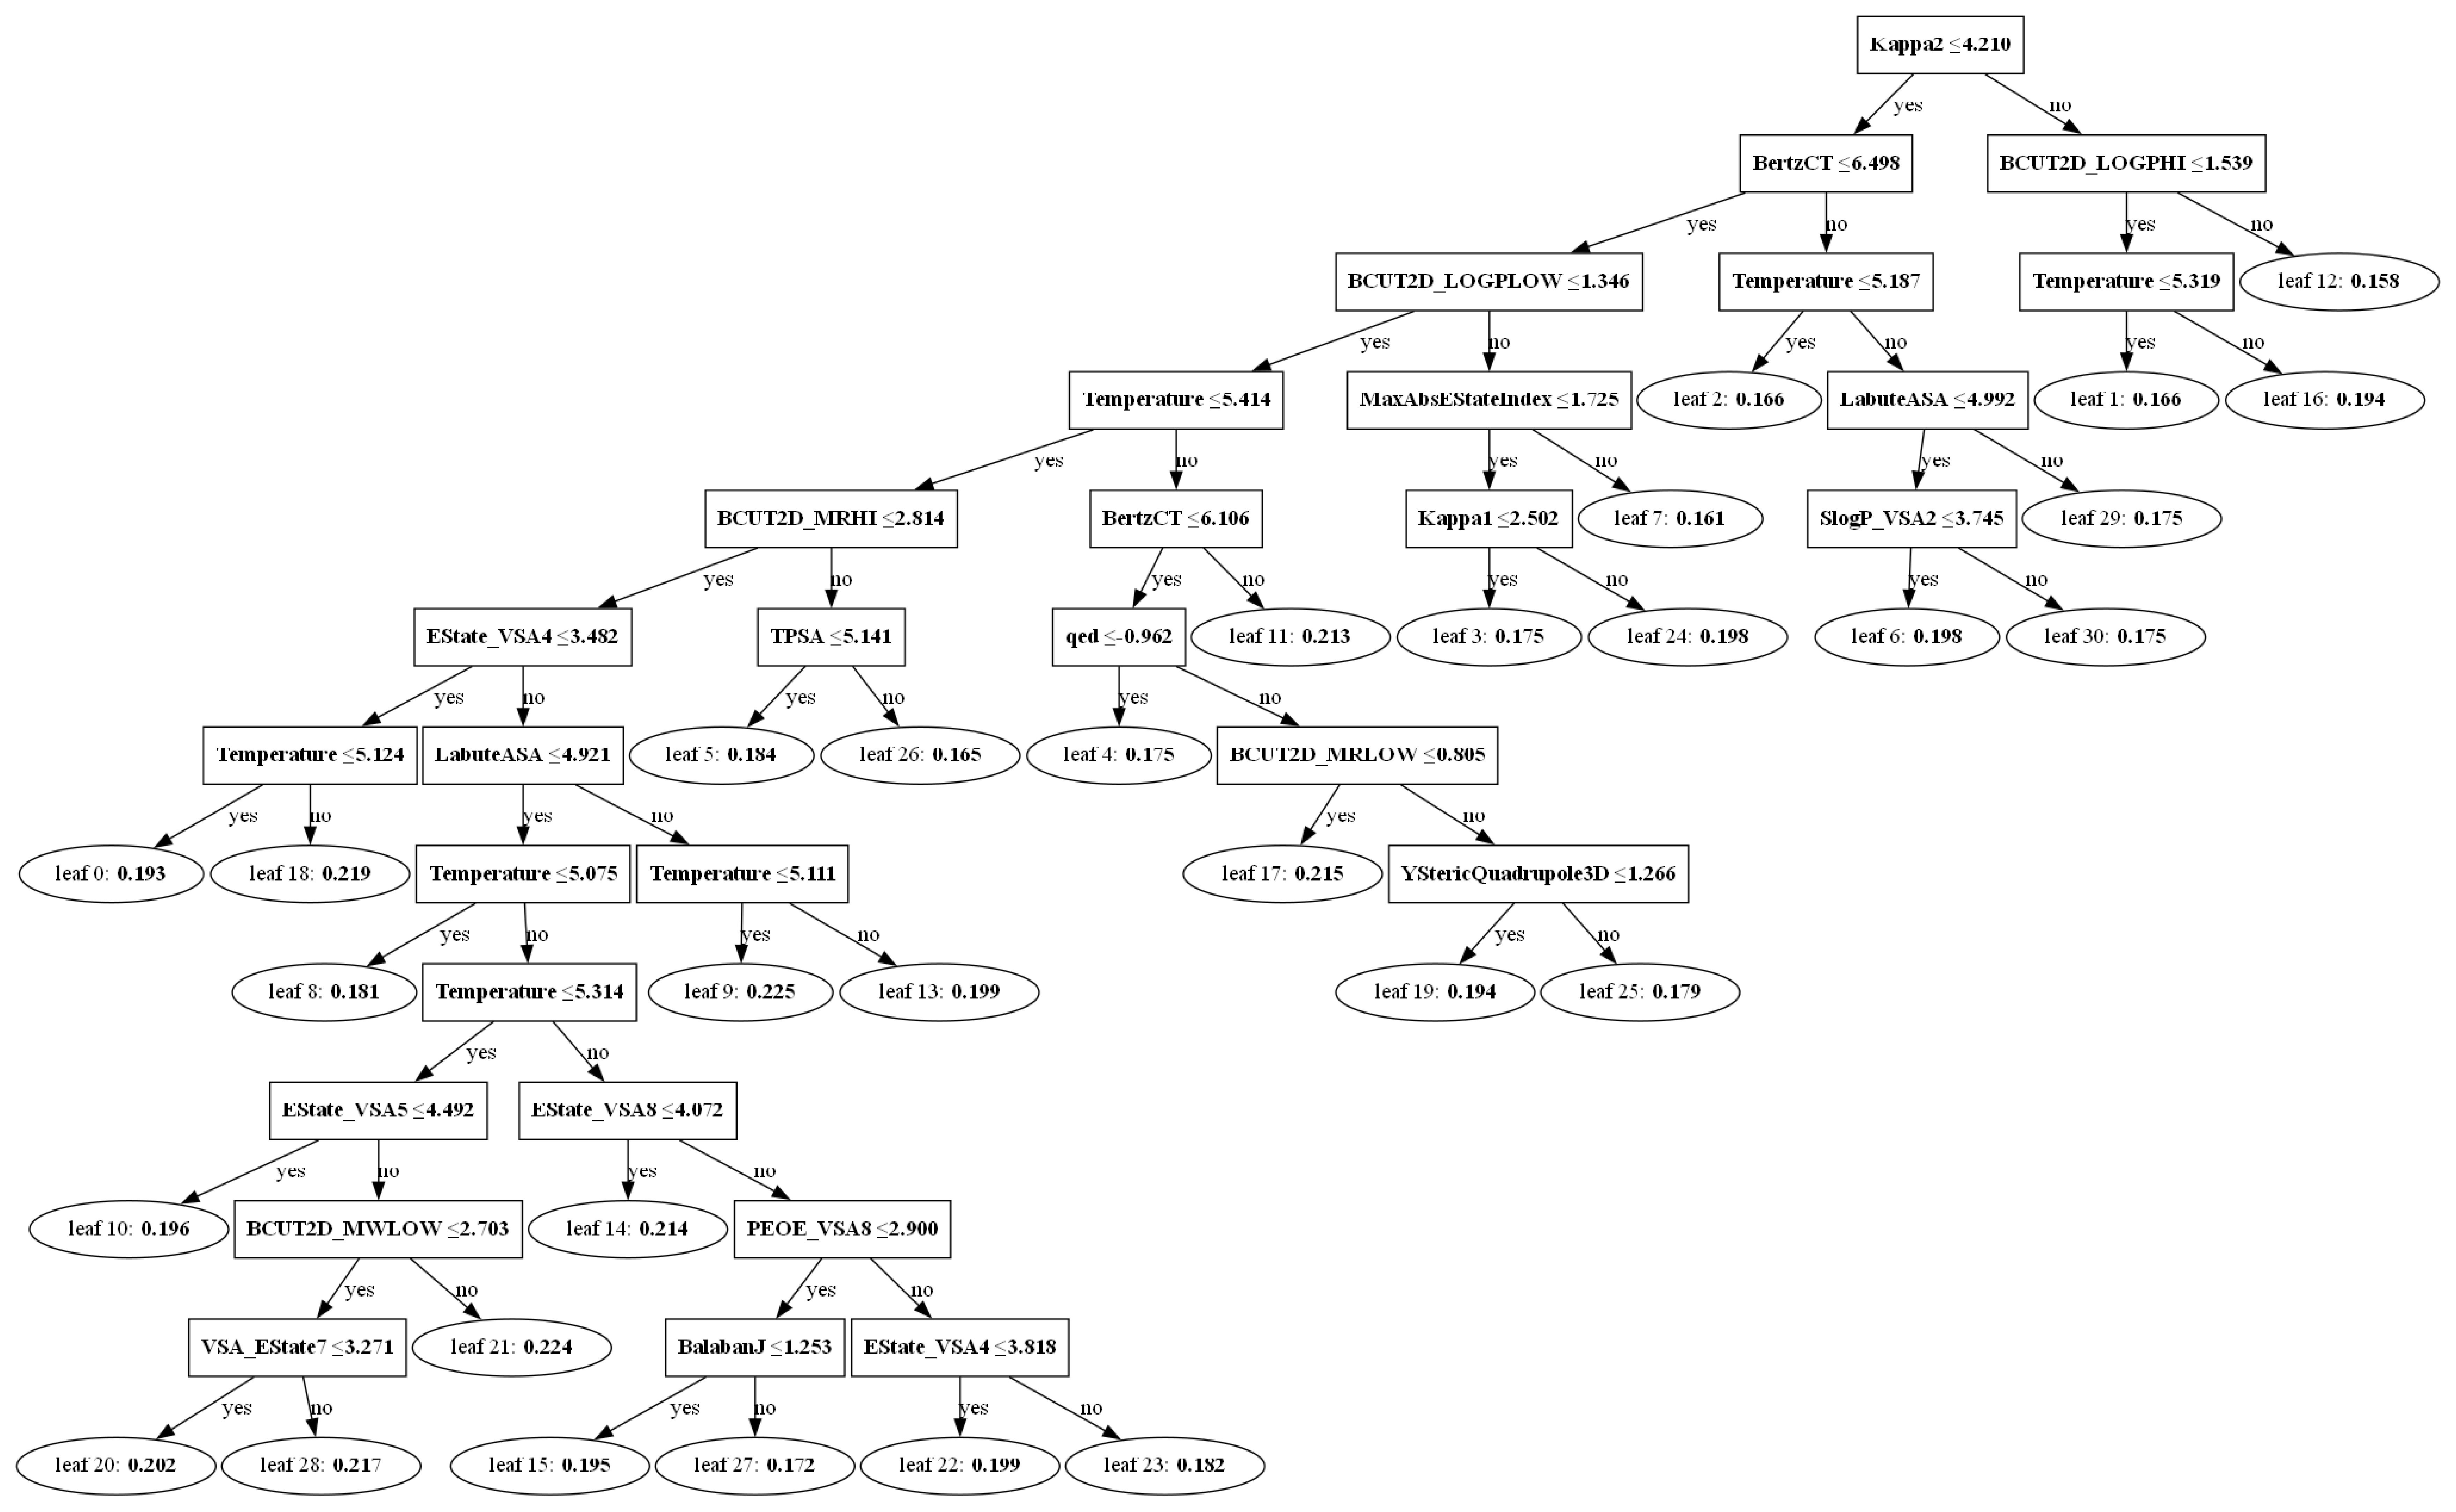 Kappa2 ≤4.210
yes
no
BertzCT ≤6.498
BCUT2D_LOGPHI ≤1.539
yes
no
yes
no
BCUT2D_LOGPLOW ≤1.346
Temperature ≤5.187
Temperature ≤5.319
leaf 12: 0.158
yes
no
yes
no
yes
no
Temperature ≤5.414
MaxAbsEStateIndex ≤1.725
leaf 2: 0.166
LabuteASA ≤4.992
leaf 1: 0.166
leaf 16: 0.194
yes
no
yes
no
yes
no
BCUT2D_MRHI ≤2.814
BertzCT ≤6.106
Kappa1 ≤2.502
leaf 7: 0.161
SlogP_VSA2 ≤3.745
leaf 29: 0.175
yes
no
yes
no
yes
no
yes
no
EState_VSA4 ≤3.482
TPSA ≤5.141
qed ≤-0.962
leaf 11: 0.213
leaf 3: 0.175
leaf 24: 0.198
leaf 6: 0.198
leaf 30: 0.175
yes
no
yes
no
yes
no
Temperature ≤5.124
LabuteASA ≤4.921
leaf 5: 0.184
leaf 26: 0.165
leaf 4: 0.175
BCUT2D_MRLOW ≤0.805
yes
no
yes
no
yes
no
leaf 0: 0.193
leaf 18: 0.219
Temperature ≤5.075
Temperature ≤5.111
leaf 17: 0.215
YStericQuadrupole3D ≤1.266
yes
no
yes
no
yes
no
leaf 8: 0.181
Temperature ≤5.314
leaf 9: 0.225
leaf 13: 0.199
leaf 19: 0.194
leaf 25: 0.179
yes
no
EState_VSA5 ≤4.492
EState_VSA8 ≤4.072
yes
no
yes
no
leaf 10: 0.196
BCUT2D_MWLOW ≤2.703
leaf 14: 0.214
PEOE_VSA8 ≤2.900
yes
no
yes
no
VSA_EState7 ≤3.271
leaf 21: 0.224
BalabanJ ≤1.253
EState_VSA4 ≤3.818
yes
no
yes
no
yes
no
leaf 20: 0.202
leaf 28: 0.217
leaf 15: 0.195
leaf 27: 0.172
leaf 22: 0.199
leaf 23: 0.182